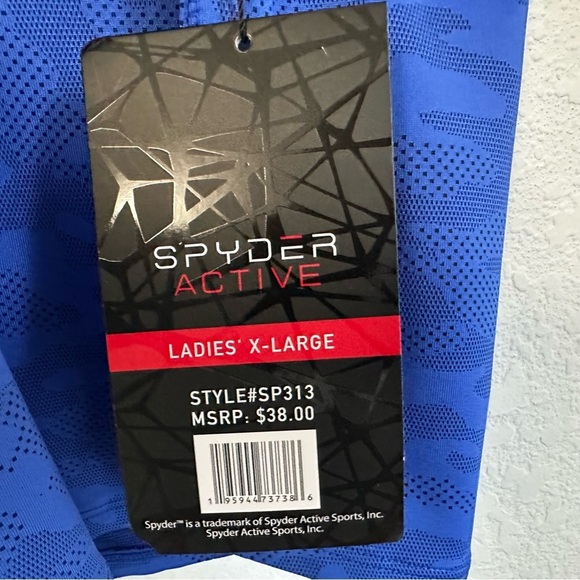 SPYDER
ACTIVE
LADIES' X-LARGE
STYLE#SP313
MSRP: $38.00
1 95944 73738 6
Spyder™ is a trademark of Spyder Active Sports, Inc.
Spyder Active Sports, Inc.